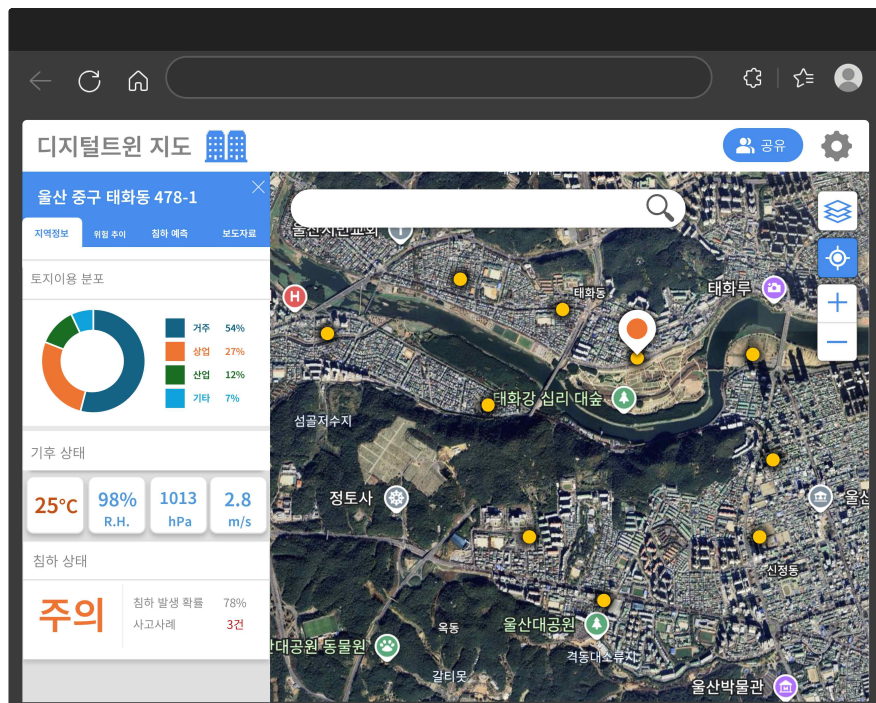 디지털트윈 지도
공유
울산 중구 태화동 478-1
지역정보
위험 추이
침하 예측
보도자료
토지이용 분포
거주 54%
상업 27%
산업 12%
기타 7%
기후 상태
25°C
98%
R.H.
1013
hPa
2.8
m/s
침하 상태
주의
침하 발생 확률 78%
사고사례 3건
울산시민교회
H
태화동
태화루
태화강 십리 대숲
섬골저수지
정토사
울산
신정동
옥동
울산대공원
대공원 동물원
격동대소류지
갈티못
울산박물관